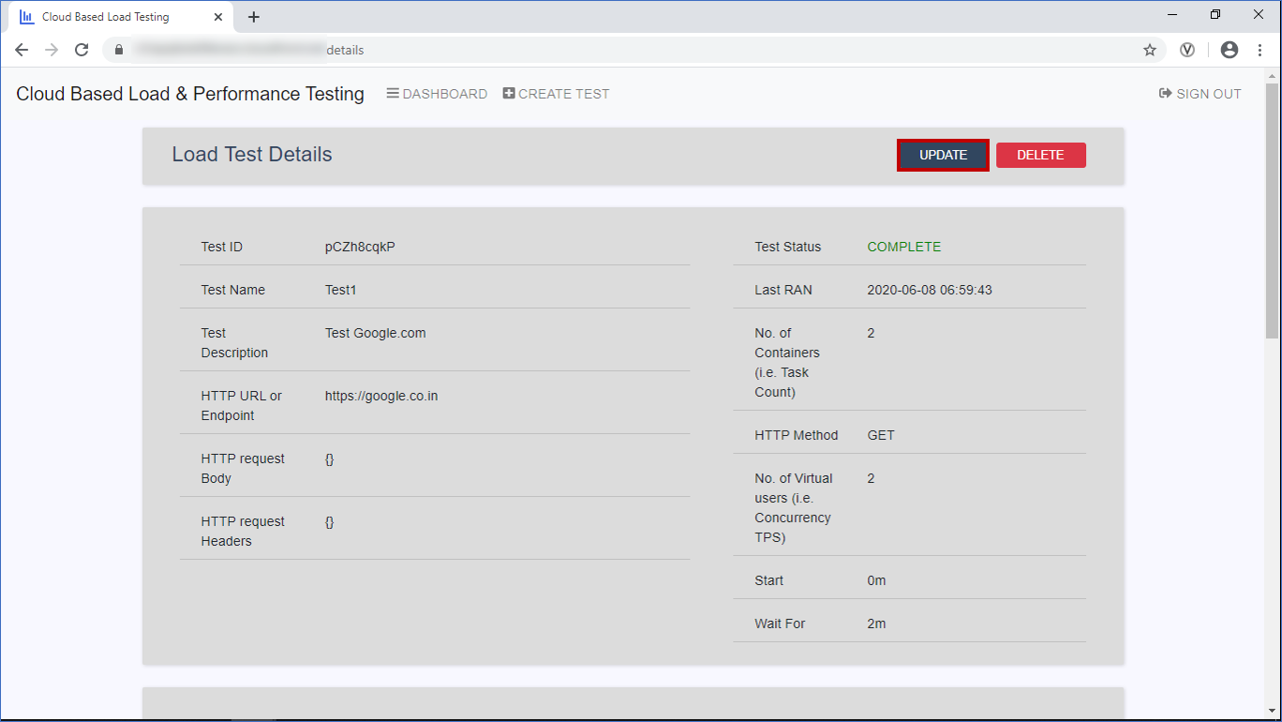 Cloud Based Load Testing
details
Cloud Based Load & Performance Testing DASHBOARD CREATE TEST SIGN OUT
Load Test Details UPDATE DELETE
Test ID pCZh8cqkP
Test Name Test1
Test
Description
Test Google.com
HTTP URL or
Endpoint
https://google.co.in
HTTP request
Body
{}
HTTP request
Headers
{}
Test Status COMPLETE
Last RAN 2020-06-08 06:59:43
No. of
Containers
(i.e. Task
Count)
2
HTTP Method GET
No. of Virtual
users (i.e.
Concurrency
TPS)
2
Start 0m
Wait For 2m